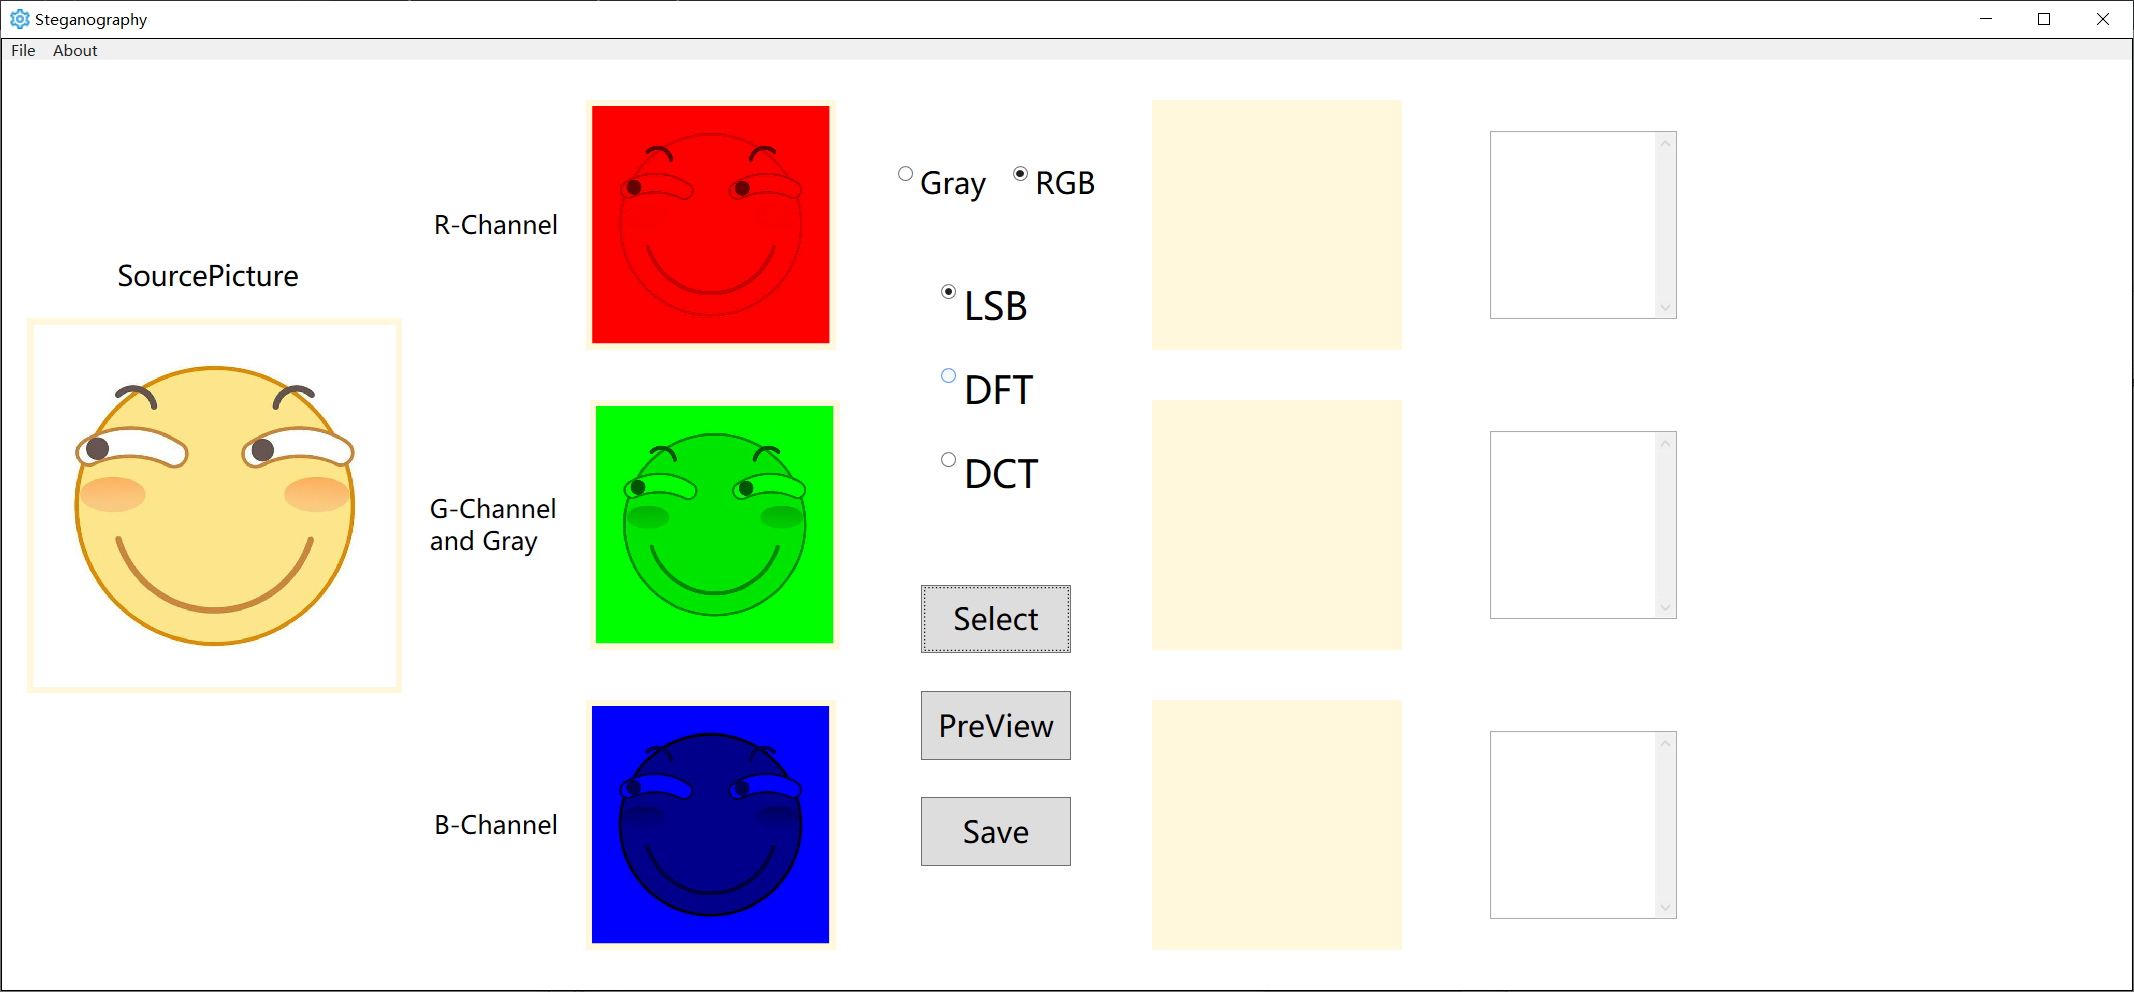 Steganography
File About
SourcePicture
R-Channel
G-Channel
and Gray
B-Channel
Gray RGB
LSB
DFT
DCT
Select
PreView
Save